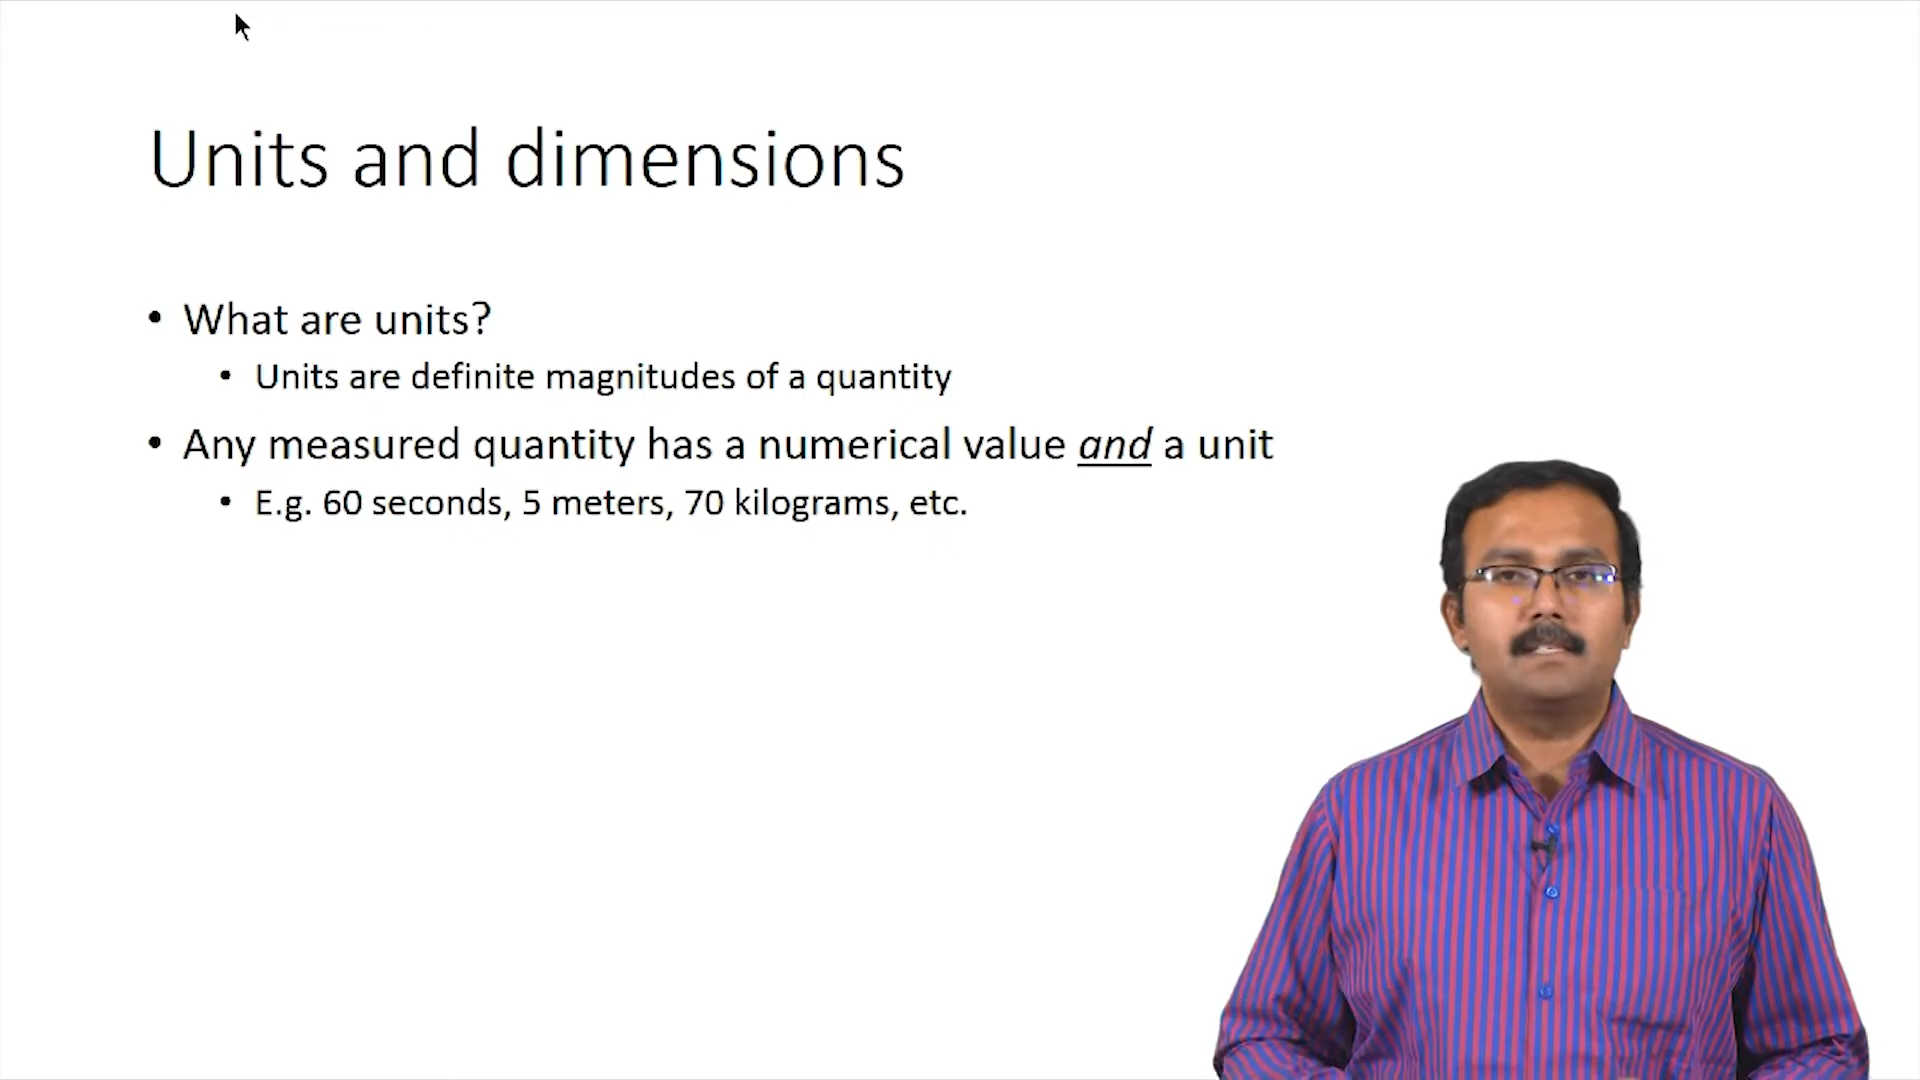 Units and dimensions
• What are units?
• Units are definite magnitudes of a quantity
• Any measured quantity has a numerical value and a unit
• E.g. 60 seconds, 5 meters, 70 kilograms, etc.